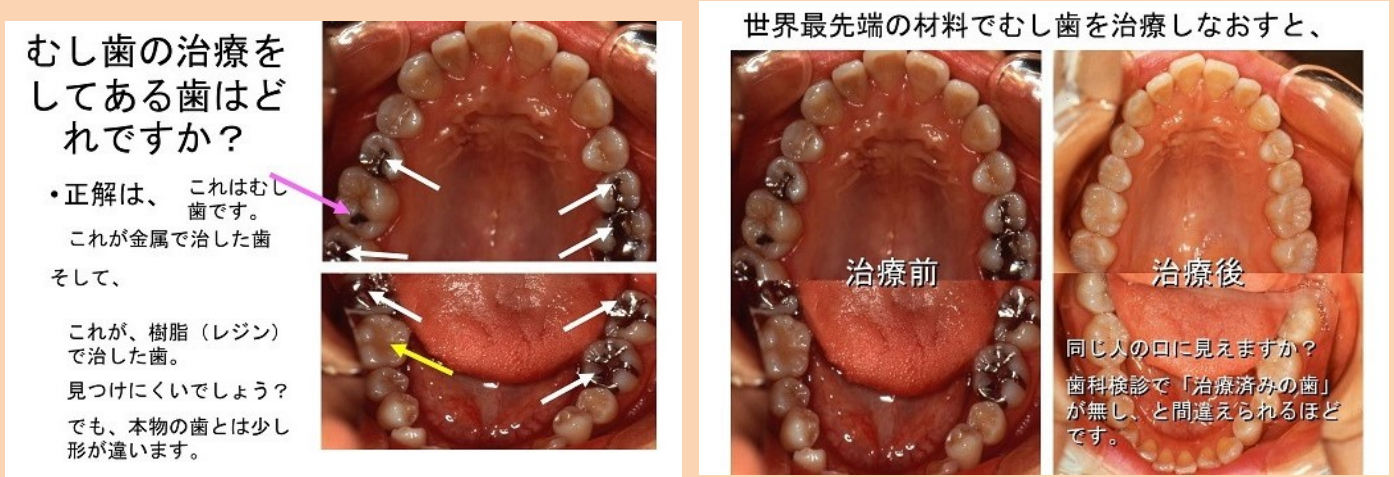 むし歯の治療を
してある歯はど
れですか？
・正解は、
これはむし
歯です。
これが金属で治した歯
そして、
これが、樹脂（レジン）
で治した歯。
見つけにくいでしょう？
でも、本物の歯とは少し
形が違います。
世界最先端の材料でむし歯を治療しなおすと、
治療前
治療後
同じ人の口に見えますか？
歯科検診で「治療済みの歯」
が無し、と間違えられるほど
です。